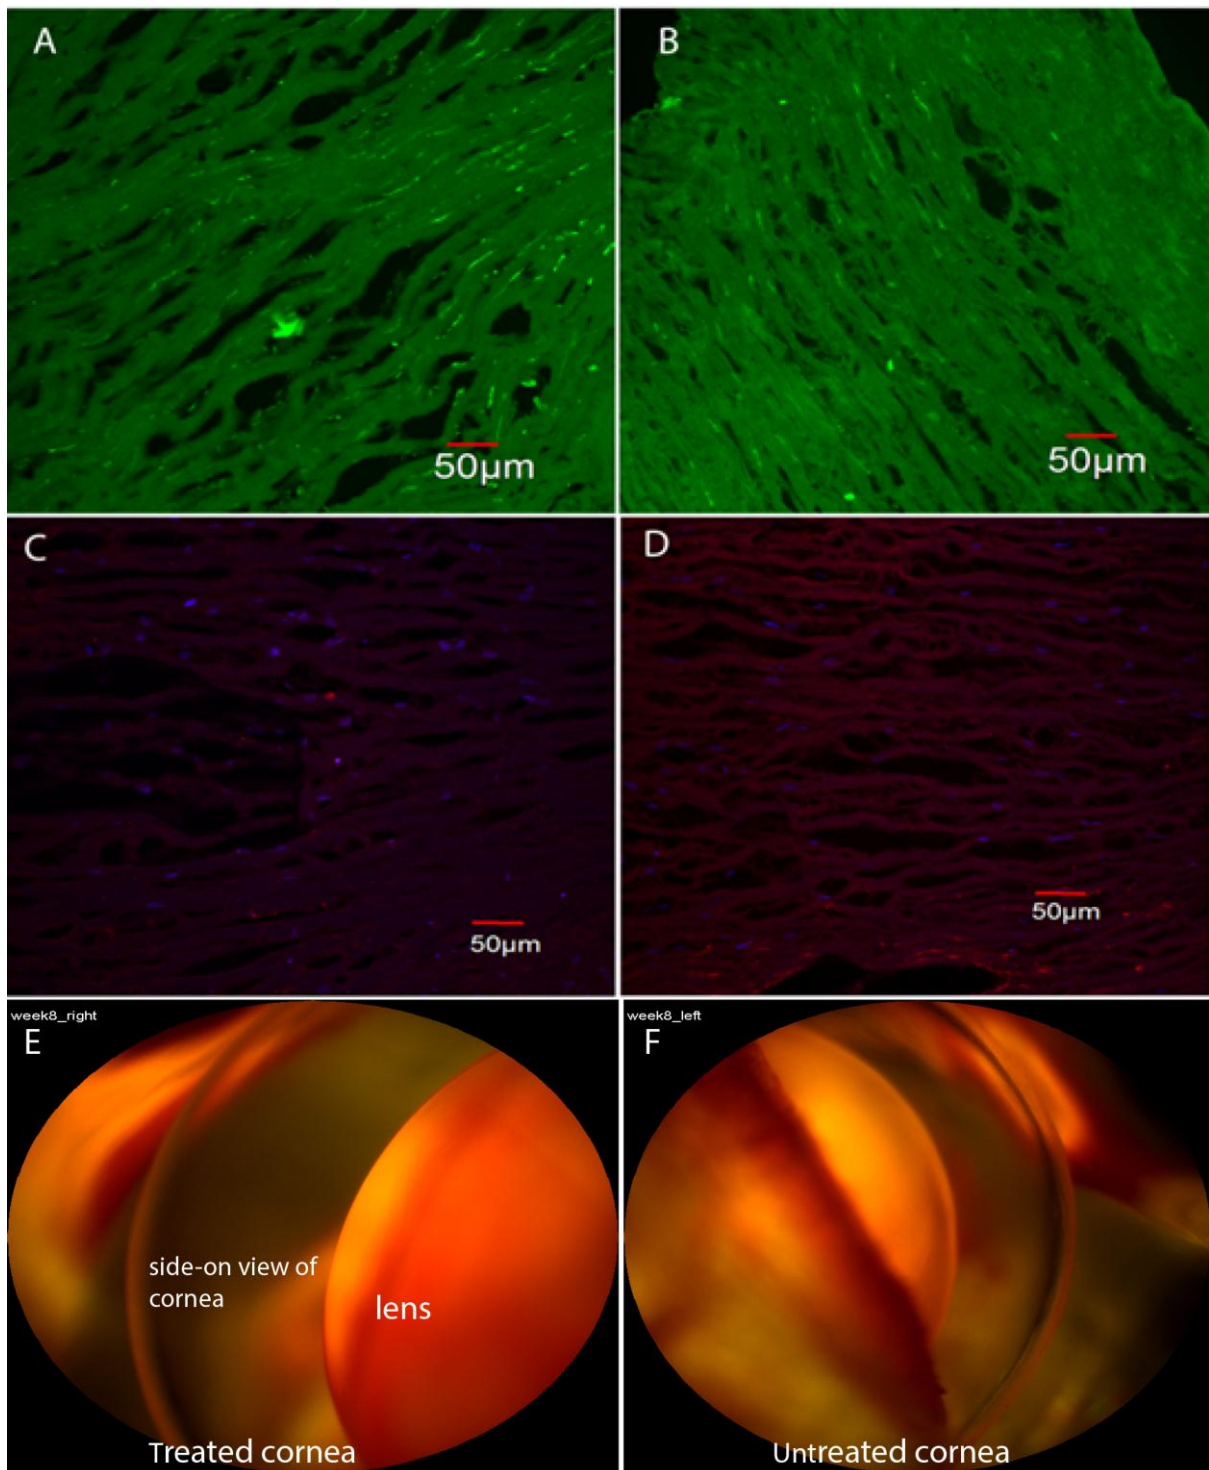 A
B
50µm
50µm
C
D
50µm
50µm
week8_right
E
side-on view of
cornea
lens
Treated cornea
week8_left
F
Untreated cornea